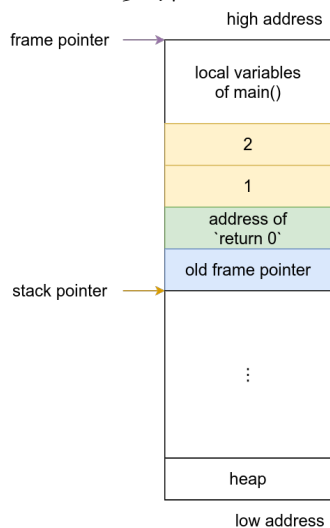 high address
frame pointer
local variables
of main()
2
1
address of
`return 0`
old frame pointer
stack pointer
⋮
heap
low address